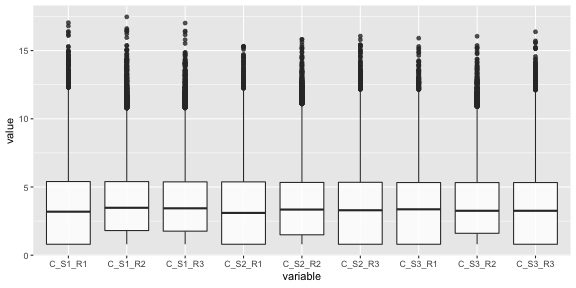 value
15
10
5
0
C_S1_R1 C_S1_R2 C_S1_R3 C_S2_R1 C_S2_R2 C_S2_R3 C_S3_R1 C_S3_R2 C_S3_R3
variable